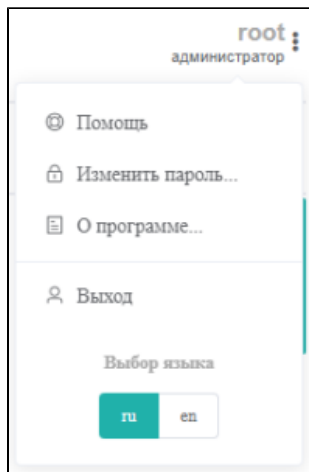 root
администратор
Помощь
Изменить пароль...
О программе...
Выход
Выбор языка
ru en